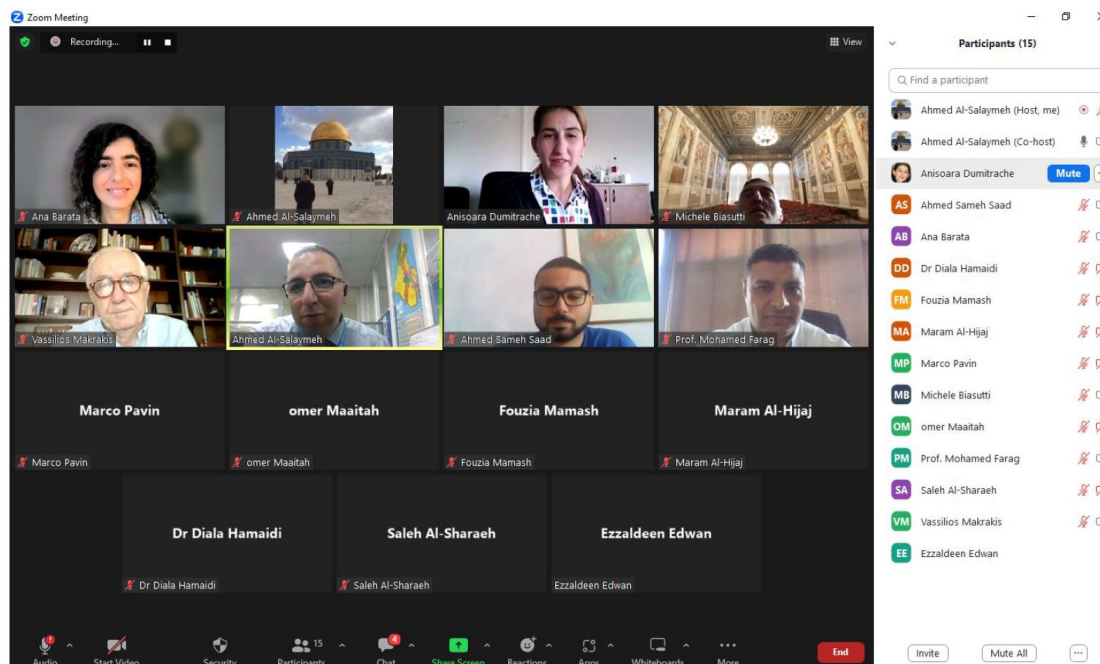 Zoom Meeting
Recording...
View
Ana Barata
Ahmed Al-Salaymeh
Anisoara Dumitrache
Michele Biasutti
Vassilios Makrakis
Ahmed Al-Salaymeh
Ahmed Sameh Saad
Prof. Mohamed Farag
Marco Pavin
omer Maaitah
Fouzia Mamash
Maram Al-Hijaj
Marco Pavin
omer Maaitah
Fouzia Mamash
Maram Al-Hijaj
Dr Diala Hamaidi
Saleh Al-Sharaeh
Ezzaldeen Edwan
Dr Diala Hamaidi
Saleh Al-Sharaeh
Ezzaldeen Edwan
Audio
Start Video
Security
15
Participants
4
Chat
Share Screen
Reactions
Apps
Whiteboards
More
End
Participants (15)
Find a participant
Ahmed Al-Salaymeh (Host, me)
Ahmed Al-Salaymeh (Co-host)
Anisoara Dumitrache Mute
AS Ahmed Sameh Saad
AB Ana Barata
DD Dr Diala Hamaidi
FM Fouzia Mamash
MA Maram Al-Hijaj
MP Marco Pavin
MB Michele Biasutti
OM omer Maaitah
PM Prof. Mohamed Farag
SA Saleh Al-Sharaeh
VM Vassilios Makrakis
EE Ezzaldeen Edwan
Invite
Mute All